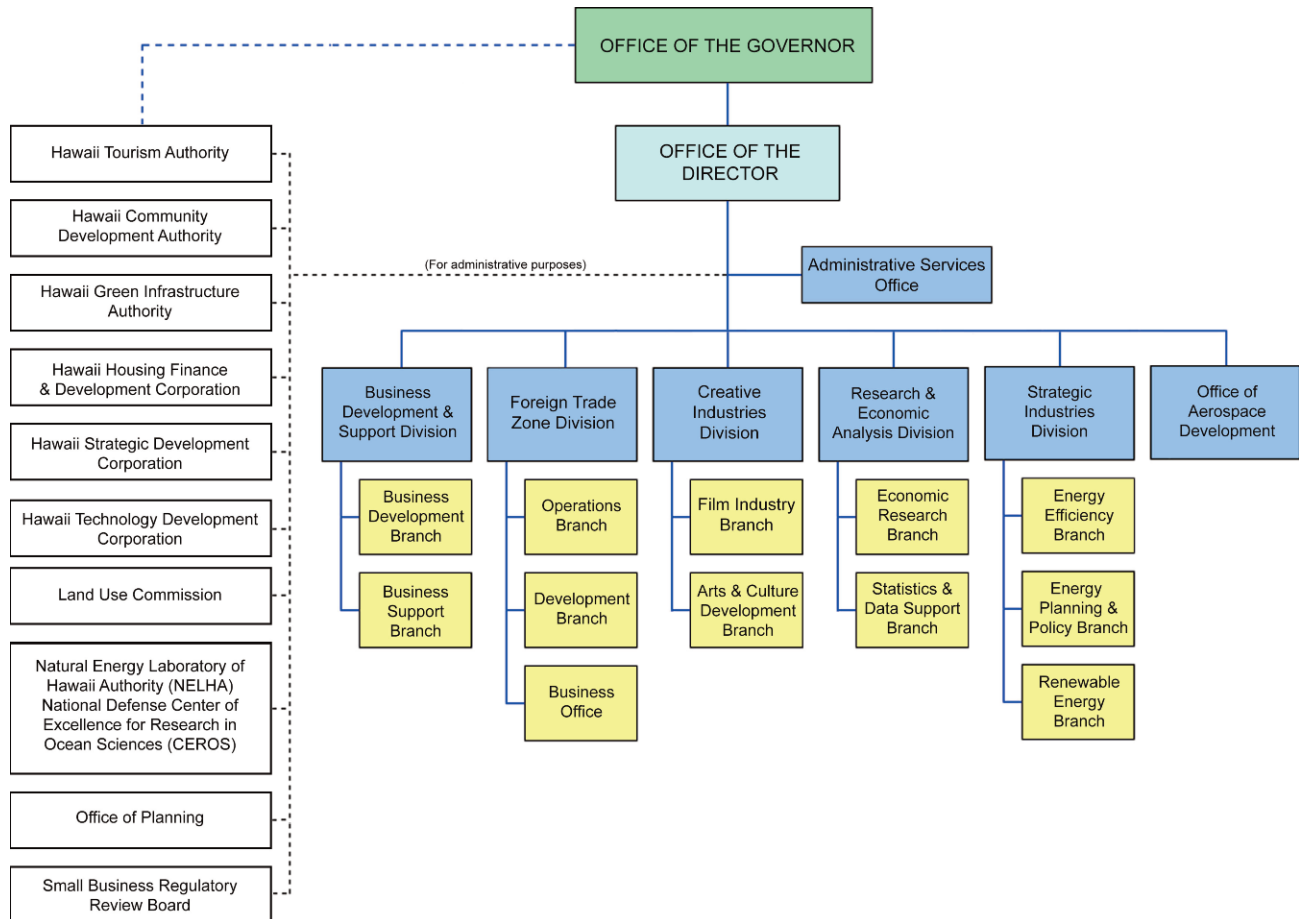 OFFICE OF THE GOVERNOR
OFFICE OF THE
DIRECTOR
Hawaii Tourism Authority
Hawaii Community
Development Authority
(For administrative purposes)
Administrative Services
Office
Hawaii Green Infrastructure
Authority
Hawaii Housing Finance
& Development Corporation
Hawaii Strategic Development
Corporation
Hawaii Technology Development
Corporation
Land Use Commission
Natural Energy Laboratory of
Hawaii Authority (NELHA)
National Defense Center of
Excellence for Research in
Ocean Sciences (CEROS)
Office of Planning
Small Business Regulatory
Review Board
Business
Development &
Support Division
Business
Development
Branch
Business
Support
Branch
Foreign Trade
Zone Division
Operations
Branch
Development
Branch
Business
Office
Creative
Industries
Division
Film Industry
Branch
Arts & Culture
Development
Branch
Research &
Economic
Analysis Division
Economic
Research
Branch
Statistics &
Data Support
Branch
Strategic
Industries
Division
Energy
Efficiency
Branch
Energy
Planning &
Policy Branch
Renewable
Energy
Branch
Office of
Aerospace
Development